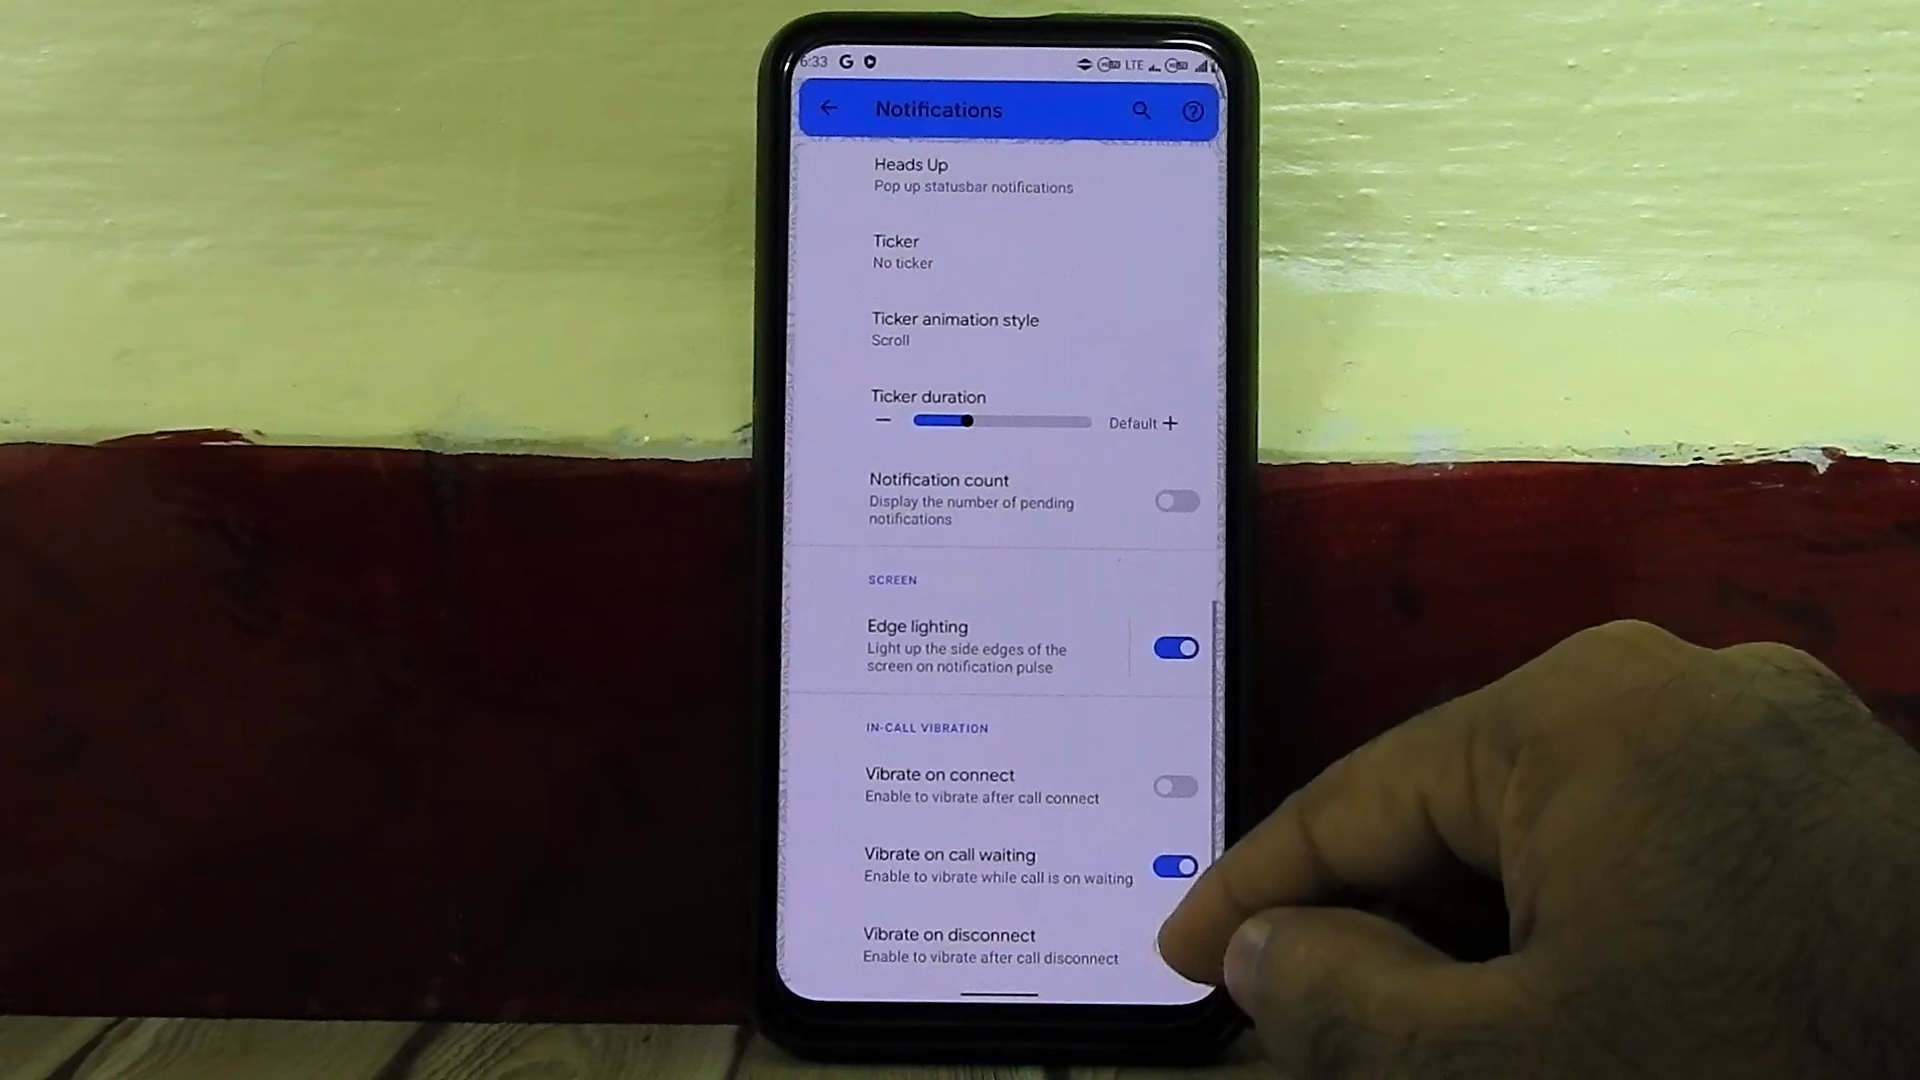 6:33 G LTE
Notifications
Heads Up
Pop up statusbar notifications
Ticker
No ticker
Ticker animation style
Scroll
Ticker duration
Default
Notification count
Display the number of pending
notifications
SCREEN
Edge lighting
Light up the side edges of the
screen on notification pulse
IN-CALL VIBRATION
Vibrate on connect
Enable to vibrate after call connect
Vibrate on call waiting
Enable to vibrate while call is on waiting
Vibrate on disconnect
Enable to vibrate after call disconnect